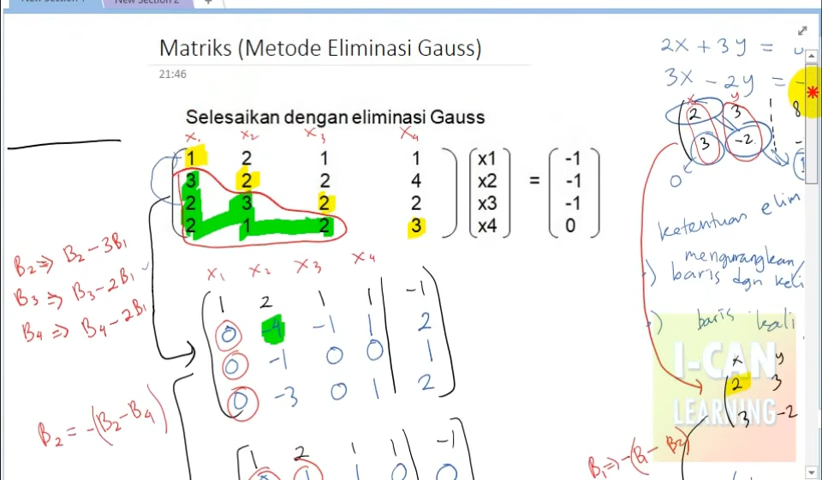 New Section 2
Matriks (Metode Eliminasi Gauss)
21:46
Selesaikan dengan eliminasi Gauss
x₁ x₂ x₃ x₄
1 2 1 1 x1 -1
3 2 2 4 x2 = -1
2 3 2 2 x3 -1
2 1 2 3 x4 0
B₂ ⇒ B₂ - 3B₁
B₃ ⇒ B₃ - 2B₁
B₄ ⇒ B₄ - 2B₁
x₁ x₂ x₃ x₄
1 2 1 1 -1
0 -4 -1 1 2
0 -1 0 0 1
0 -3 0 1 2
B₂ = -(B₂ - B₄)
1 2 1 1 -1
2x + 3y =
3x - 2y =
x y
2 3 8
3 -2
0
ketentuan elim
mengurangkan/
) baris dgn keli
) baris kali
I-CAN
LEARNING
x y
2 3
3 -2
B₁ ⇒ -(B₁ - B₂)